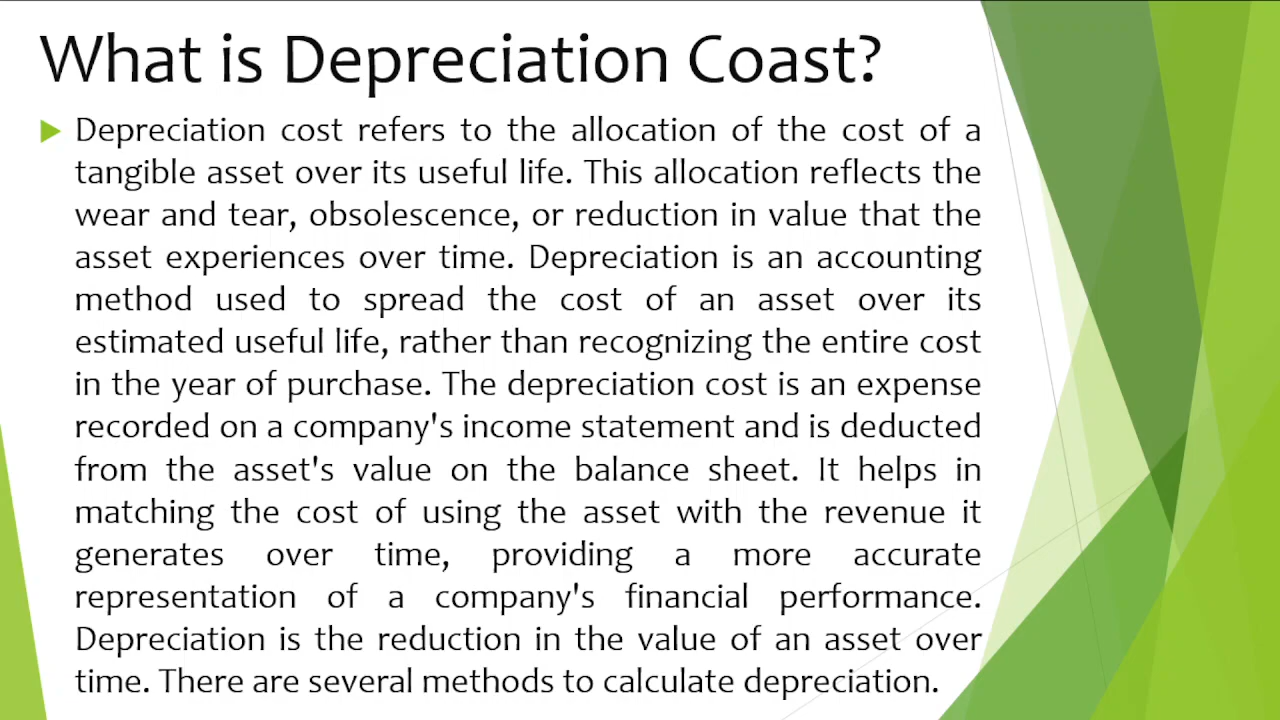 What is Depreciation Coast?
Depreciation cost refers to the allocation of the cost of a
tangible asset over its useful life. This allocation reflects the
wear and tear, obsolescence, or reduction in value that the
asset experiences over time. Depreciation is an accounting
method used to spread the cost of an asset over its
estimated useful life, rather than recognizing the entire cost
in the year of purchase. The depreciation cost is an expense
recorded on a company's income statement and is deducted
from the asset's value on the balance sheet. It helps in
matching the cost of using the asset with the revenue it
generates over time, providing a more accurate
representation of a company's financial performance.
Depreciation is the reduction in the value of an asset over
time. There are several methods to calculate depreciation.